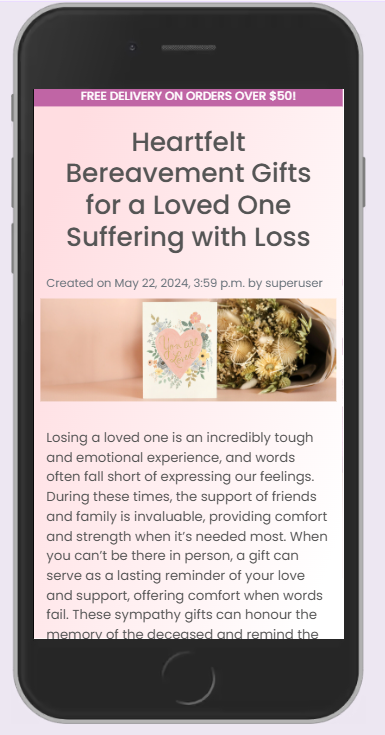 FREE DELIVERY ON ORDERS OVER $50!
Heartfelt
Bereavement Gifts
for a Loved One
Suffering with Loss
Created on May 22, 2024, 3:59 p.m. by superuser
You are
loved
Losing a loved one is an incredibly tough
and emotional experience, and words
often fall short of expressing our feelings.
During these times, the support of friends
and family is invaluable, providing comfort
and strength when it’s needed most. When
you can’t be there in person, a gift can
serve as a lasting reminder of your love
and support, offering comfort when words
fail. These sympathy gifts can honour the
memory of the deceased and remind the